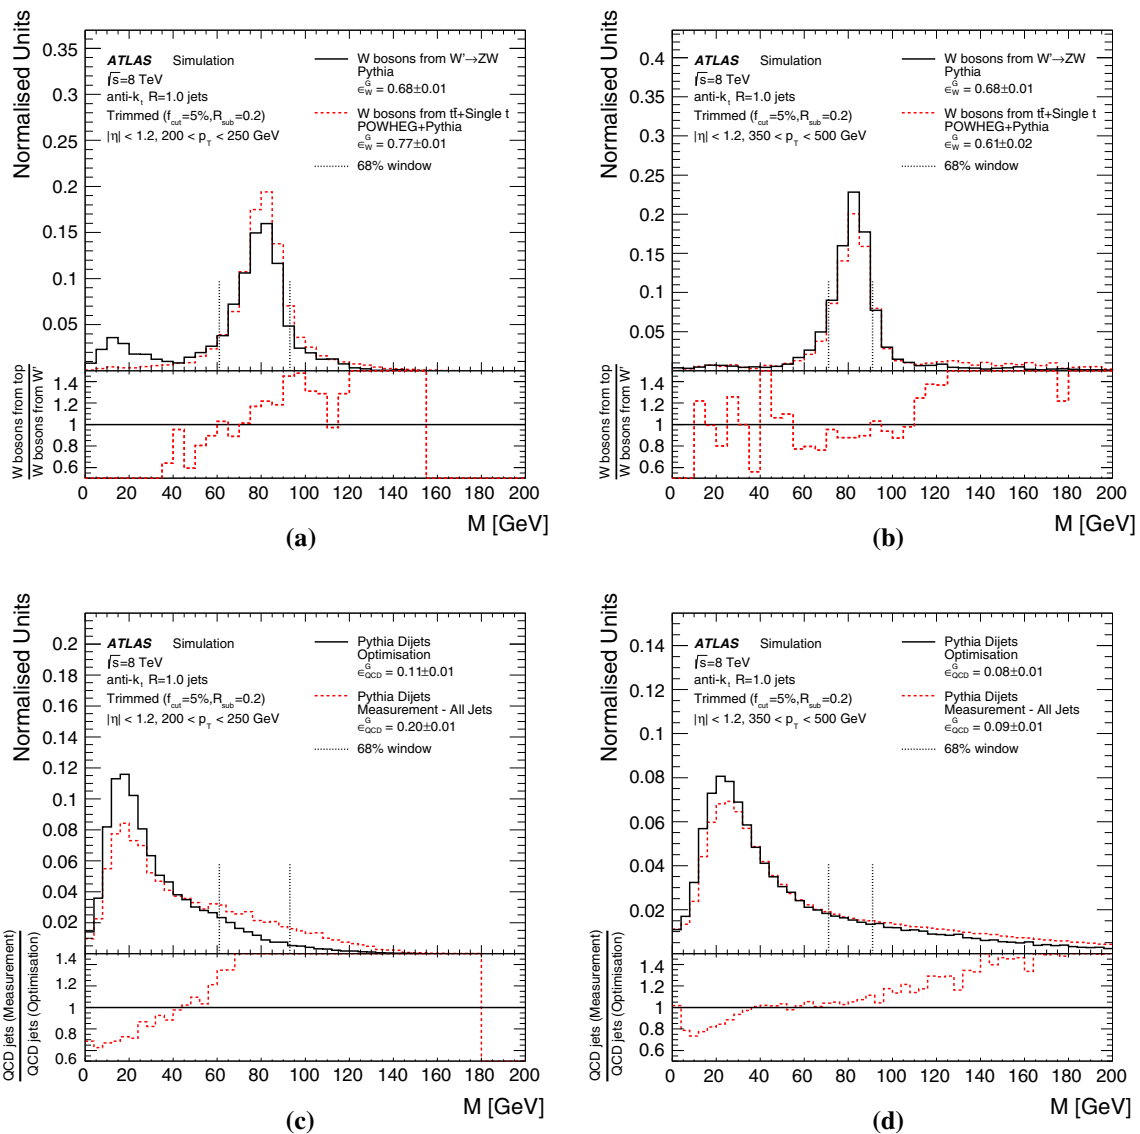 Normalised Units
0.35
0.3
0.25
0.2
0.15
0.1
0.05
ATLAS Simulation
√s=8 TeV
anti-kt R=1.0 jets
Trimmed (fcut=5%,Rsub=0.2)
|η| < 1.2, 200 < pT < 250 GeV
W bosons from W'→ZW
Pythia
ϵGW = 0.68±0.01
W bosons from tt̄+Single t
POWHEG+Pythia
ϵGW = 0.77±0.01
68% window
W bosons from top
W bosons from W'
1.4
1.2
1
0.8
0.6
0 20 40 60 80 100 120 140 160 180 200
M [GeV]
(a)
Normalised Units
0.4
0.35
0.3
0.25
0.2
0.15
0.1
0.05
ATLAS Simulation
√s=8 TeV
anti-kt R=1.0 jets
Trimmed (fcut=5%,Rsub=0.2)
|η| < 1.2, 350 < pT < 500 GeV
W bosons from W'→ZW
Pythia
ϵGW = 0.68±0.01
W bosons from tt̄+Single t
POWHEG+Pythia
ϵGW = 0.61±0.02
68% window
W bosons from top
W bosons from W'
1.4
1.2
1
0.8
0.6
0 20 40 60 80 100 120 140 160 180 200
M [GeV]
(b)
Normalised Units
0.2
0.18
0.16
0.14
0.12
0.1
0.08
0.06
0.04
0.02
ATLAS Simulation
√s=8 TeV
anti-kt R=1.0 jets
Trimmed (fcut=5%,Rsub=0.2)
|η| < 1.2, 200 < pT < 250 GeV
Pythia Dijets
Optimisation
ϵGQCD = 0.11±0.01
Pythia Dijets
Measurement - All Jets
ϵGQCD = 0.20±0.01
68% window
QCD jets (Measurement)
QCD jets (Optimisation)
1.4
1.2
1
0.8
0.6
0 20 40 60 80 100 120 140 160 180 200
M [GeV]
(c)
Normalised Units
0.14
0.12
0.1
0.08
0.06
0.04
0.02
ATLAS Simulation
√s=8 TeV
anti-kt R=1.0 jets
Trimmed (fcut=5%,Rsub=0.2)
|η| < 1.2, 350 < pT < 500 GeV
Pythia Dijets
Optimisation
ϵGQCD = 0.08±0.01
Pythia Dijets
Measurement - All Jets
ϵGQCD = 0.09±0.01
68% window
QCD jets (Measurement)
QCD jets (Optimisation)
1.4
1.2
1
0.8
0.6
0 20 40 60 80 100 120 140 160 180 200
M [GeV]
(d)